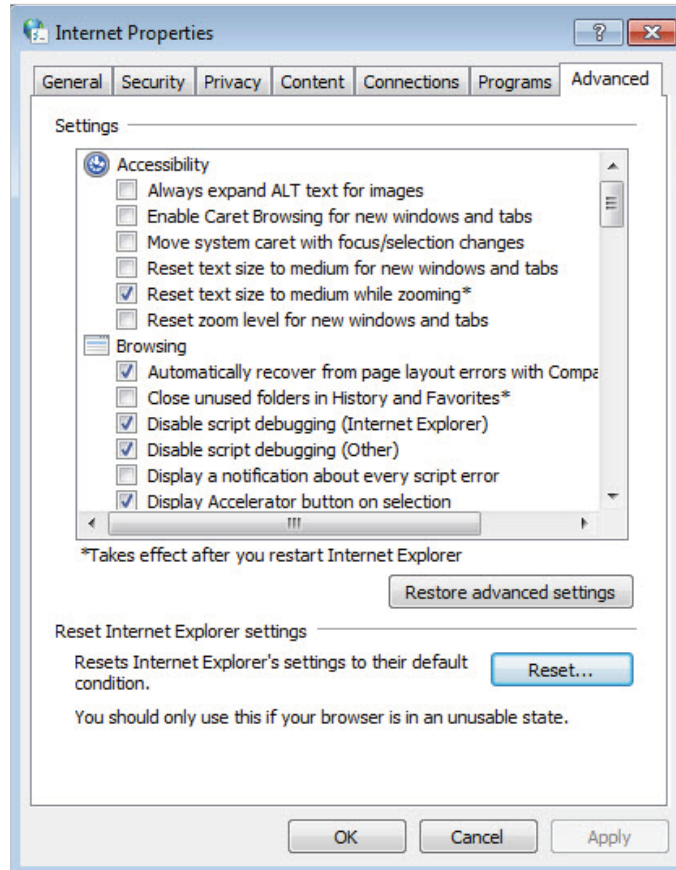 Internet Properties
General Security Privacy Content Connections Programs Advanced
Settings
Accessibility
Always expand ALT text for images
Enable Caret Browsing for new windows and tabs
Move system caret with focus/selection changes
Reset text size to medium for new windows and tabs
Reset text size to medium while zooming*
Reset zoom level for new windows and tabs
Browsing
Automatically recover from page layout errors with Compa
Close unused folders in History and Favorites*
Disable script debugging (Internet Explorer)
Disable script debugging (Other)
Display a notification about every script error
Display Accelerator button on selection
*Takes effect after you restart Internet Explorer
Restore advanced settings
Reset Internet Explorer settings
Resets Internet Explorer's settings to their default
condition.
Reset...
You should only use this if your browser is in an unusable state.
OK Cancel Apply